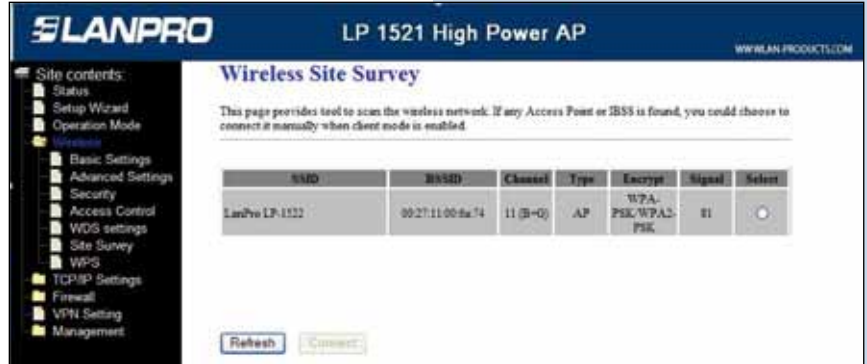 LANPRO
LP 1521 High Power AP
WWW.LAN-PRODUCTS.COM
Site contents:
Status
Setup Wizard
Operation Mode
Wireless
Basic Settings
Advanced Settings
Security
Access Control
WDS settings
Site Survey
WPS
TCP/IP Settings
Firewall
VPN Setting
Management
Wireless Site Survey
This page provides tool to scan the wireless network. If any Access Point or IBSS is found, you could choose to
connect it manually when client mode is enabled.
SSID BSSID Channel Type Encrypt Signal Select
LanPro LP-1522 00:27:11:00:6a:74 11 (B+G) AP WPA-PSK/WPA2-PSK 81
Refresh Connect